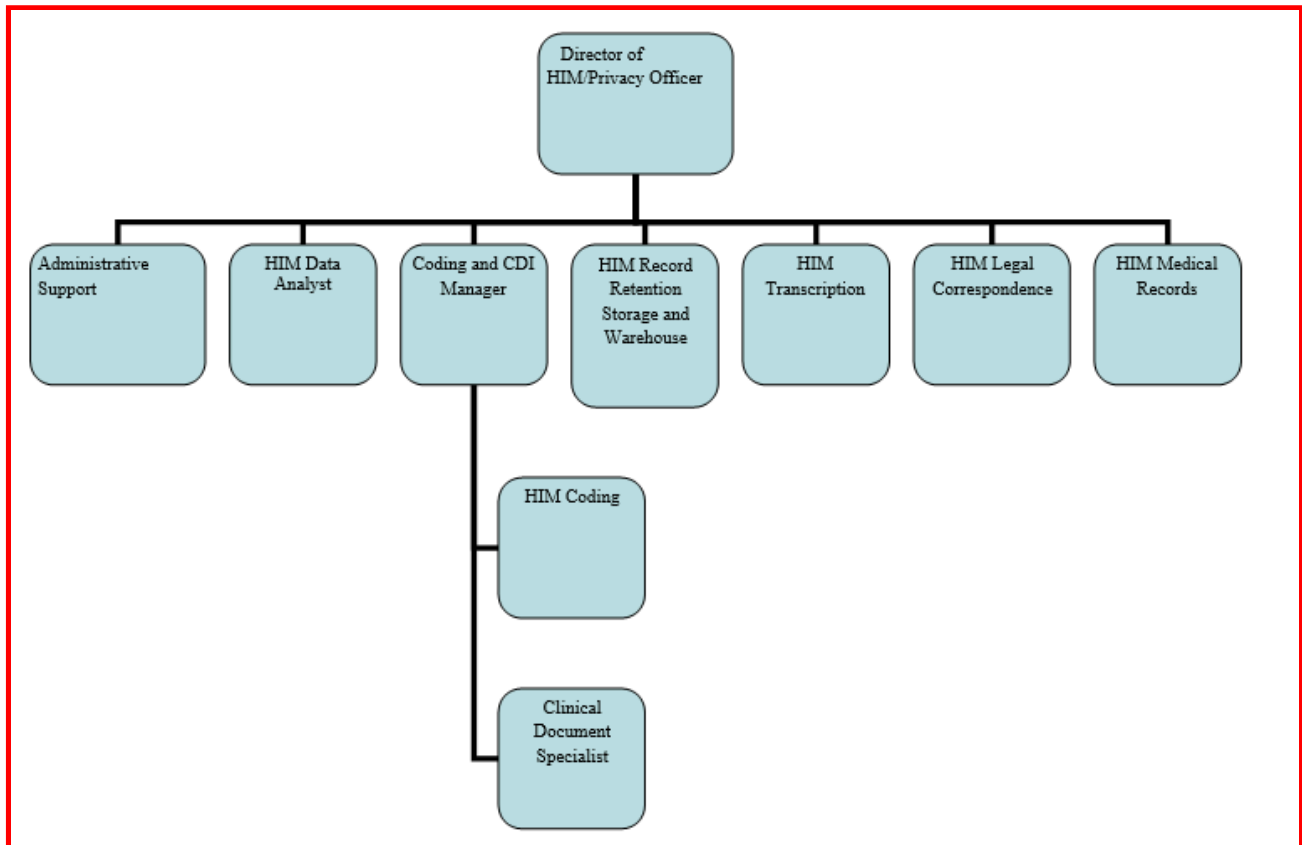 Director of
HIM/Privacy Officer
Administrative
Support
HIM Data
Analyst
Coding and CDI
Manager
HIM Record
Retention
Storage and
Warehouse
HIM
Transcription
HIM Legal
Correspondence
HIM Medical
Records
HIM Coding
Clinical
Document
Specialist